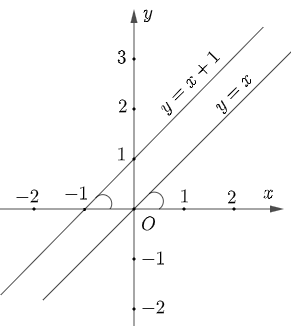 y
3
y = x + 1
y = x
2
1
−2 −1 1 2 x
O
−1
−2